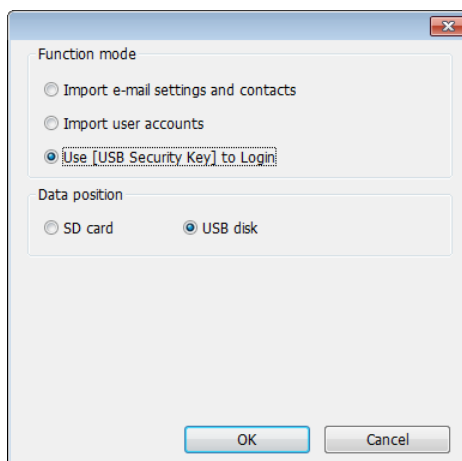 Function mode
Import e-mail settings and contacts
Import user accounts
Use [USB Security Key] to Login
Data position
SD card USB disk
OK Cancel